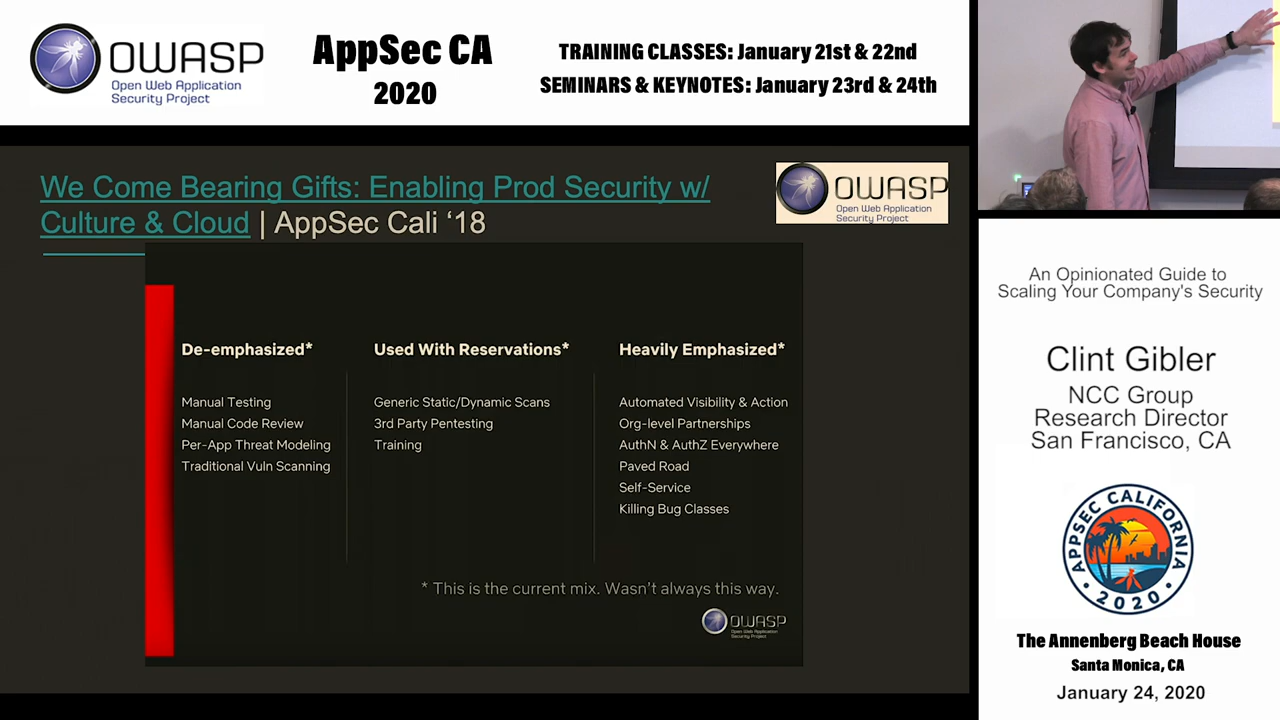 OWASP
Open Web Application
Security Project
AppSec CA
2020
TRAINING CLASSES: January 21st & 22nd
SEMINARS & KEYNOTES: January 23rd & 24th
We Come Bearing Gifts: Enabling Prod Security w/
Culture & Cloud | AppSec Cali ‘18
OWASP
Open Web Application
Security Project
De-emphasized*
Manual Testing
Manual Code Review
Per-App Threat Modeling
Traditional Vuln Scanning
Used With Reservations*
Generic Static/Dynamic Scans
3rd Party Pentesting
Training
Heavily Emphasized*
Automated Visibility & Action
Org-level Partnerships
AuthN & AuthZ Everywhere
Paved Road
Self-Service
Killing Bug Classes
* This is the current mix. Wasn't always this way.
OWASP
Open Web Application
Security Project
An Opinionated Guide to
Scaling Your Company's Security
Clint Gibler
NCC Group
Research Director
San Francisco, CA
APPSEC CALIFORNIA
• 2020 •
The Annenberg Beach House
Santa Monica, CA
January 24, 2020